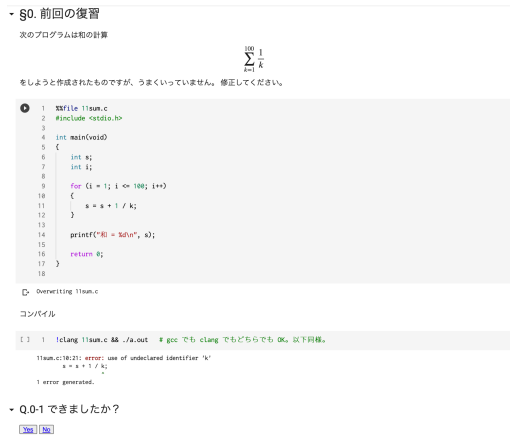 §0. 前回の復習
次のプログラムは和の計算
100
∑ 1/k
k=1
をしようと作成されたものですが、うまくいっていません。 修正してください。
1 %%file 11sum.c
2 #include <stdio.h>
3
4 int main(void)
5 {
6 int s;
7 int i;
8
9 for (i = 1; i <= 100; i++)
10 {
11 s = s + 1 / k;
12 }
13
14 printf("和 = %d\n", s);
15
16 return 0;
17 }
18
Overwriting 11sum.c
コンパイル
[ ] 1 !clang 11sum.c && ./a.out # gcc でも clang でもどちらでも OK。以下同様。
11sum.c:10:21: error: use of undeclared identifier 'k'
s = s + 1 / k;
^
1 error generated.
Q.0-1 できましたか？
Yes No